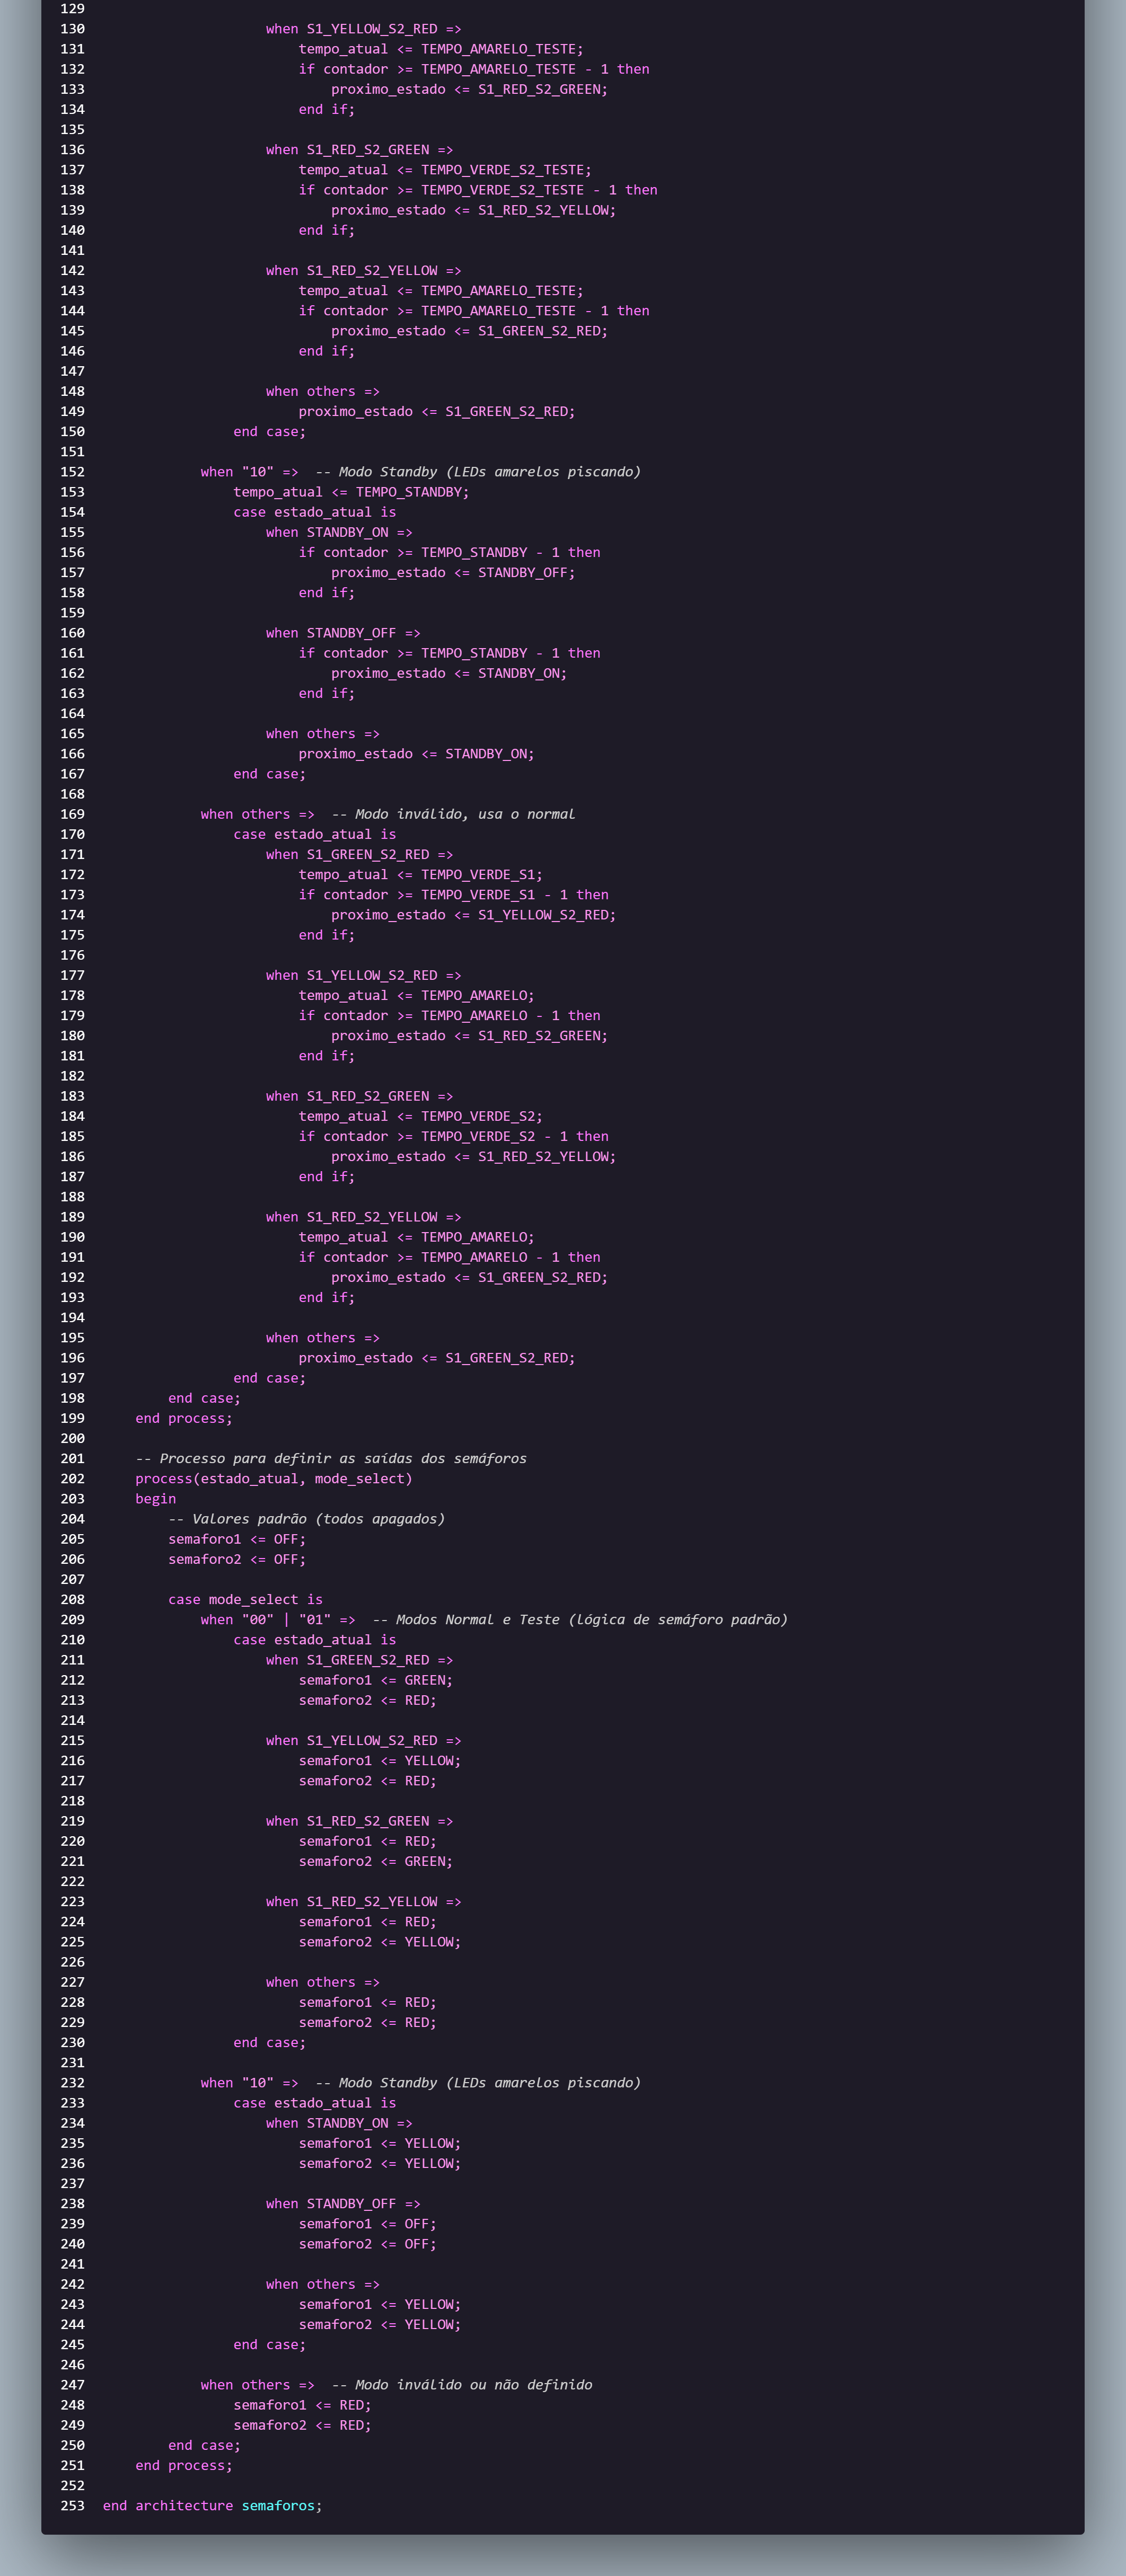 129
130 when S1_YELLOW_S2_RED =>
131 tempo_atual <= TEMPO_AMARELO_TESTE;
132 if contador >= TEMPO_AMARELO_TESTE - 1 then
133 proximo_estado <= S1_RED_S2_GREEN;
134 end if;
135
136 when S1_RED_S2_GREEN =>
137 tempo_atual <= TEMPO_VERDE_S2_TESTE;
138 if contador >= TEMPO_VERDE_S2_TESTE - 1 then
139 proximo_estado <= S1_RED_S2_YELLOW;
140 end if;
141
142 when S1_RED_S2_YELLOW =>
143 tempo_atual <= TEMPO_AMARELO_TESTE;
144 if contador >= TEMPO_AMARELO_TESTE - 1 then
145 proximo_estado <= S1_GREEN_S2_RED;
146 end if;
147
148 when others =>
149 proximo_estado <= S1_GREEN_S2_RED;
150 end case;
151
152 when "10" => -- Modo Standby (LEDs amarelos piscando)
153 tempo_atual <= TEMPO_STANDBY;
154 case estado_atual is
155 when STANDBY_ON =>
156 if contador >= TEMPO_STANDBY - 1 then
157 proximo_estado <= STANDBY_OFF;
158 end if;
159
160 when STANDBY_OFF =>
161 if contador >= TEMPO_STANDBY - 1 then
162 proximo_estado <= STANDBY_ON;
163 end if;
164
165 when others =>
166 proximo_estado <= STANDBY_ON;
167 end case;
168
169 when others => -- Modo inválido, usa o normal
170 case estado_atual is
171 when S1_GREEN_S2_RED =>
172 tempo_atual <= TEMPO_VERDE_S1;
173 if contador >= TEMPO_VERDE_S1 - 1 then
174 proximo_estado <= S1_YELLOW_S2_RED;
175 end if;
176
177 when S1_YELLOW_S2_RED =>
178 tempo_atual <= TEMPO_AMARELO;
179 if contador >= TEMPO_AMARELO - 1 then
180 proximo_estado <= S1_RED_S2_GREEN;
181 end if;
182
183 when S1_RED_S2_GREEN =>
184 tempo_atual <= TEMPO_VERDE_S2;
185 if contador >= TEMPO_VERDE_S2 - 1 then
186 proximo_estado <= S1_RED_S2_YELLOW;
187 end if;
188
189 when S1_RED_S2_YELLOW =>
190 tempo_atual <= TEMPO_AMARELO;
191 if contador >= TEMPO_AMARELO - 1 then
192 proximo_estado <= S1_GREEN_S2_RED;
193 end if;
194
195 when others =>
196 proximo_estado <= S1_GREEN_S2_RED;
197 end case;
198 end case;
199 end process;
200
201 -- Processo para definir as saídas dos semáforos
202 process(estado_atual, mode_select)
203 begin
204 -- Valores padrão (todos apagados)
205 semaforo1 <= OFF;
206 semaforo2 <= OFF;
207
208 case mode_select is
209 when "00" | "01" => -- Modos Normal e Teste (lógica de semáforo padrão)
210 case estado_atual is
211 when S1_GREEN_S2_RED =>
212 semaforo1 <= GREEN;
213 semaforo2 <= RED;
214
215 when S1_YELLOW_S2_RED =>
216 semaforo1 <= YELLOW;
217 semaforo2 <= RED;
218
219 when S1_RED_S2_GREEN =>
220 semaforo1 <= RED;
221 semaforo2 <= GREEN;
222
223 when S1_RED_S2_YELLOW =>
224 semaforo1 <= RED;
225 semaforo2 <= YELLOW;
226
227 when others =>
228 semaforo1 <= RED;
229 semaforo2 <= RED;
230 end case;
231
232 when "10" => -- Modo Standby (LEDs amarelos piscando)
233 case estado_atual is
234 when STANDBY_ON =>
235 semaforo1 <= YELLOW;
236 semaforo2 <= YELLOW;
237
238 when STANDBY_OFF =>
239 semaforo1 <= OFF;
240 semaforo2 <= OFF;
241
242 when others =>
243 semaforo1 <= YELLOW;
244 semaforo2 <= YELLOW;
245 end case;
246
247 when others => -- Modo inválido ou não definido
248 semaforo1 <= RED;
249 semaforo2 <= RED;
250 end case;
251 end process;
252
253 end architecture semaforos;